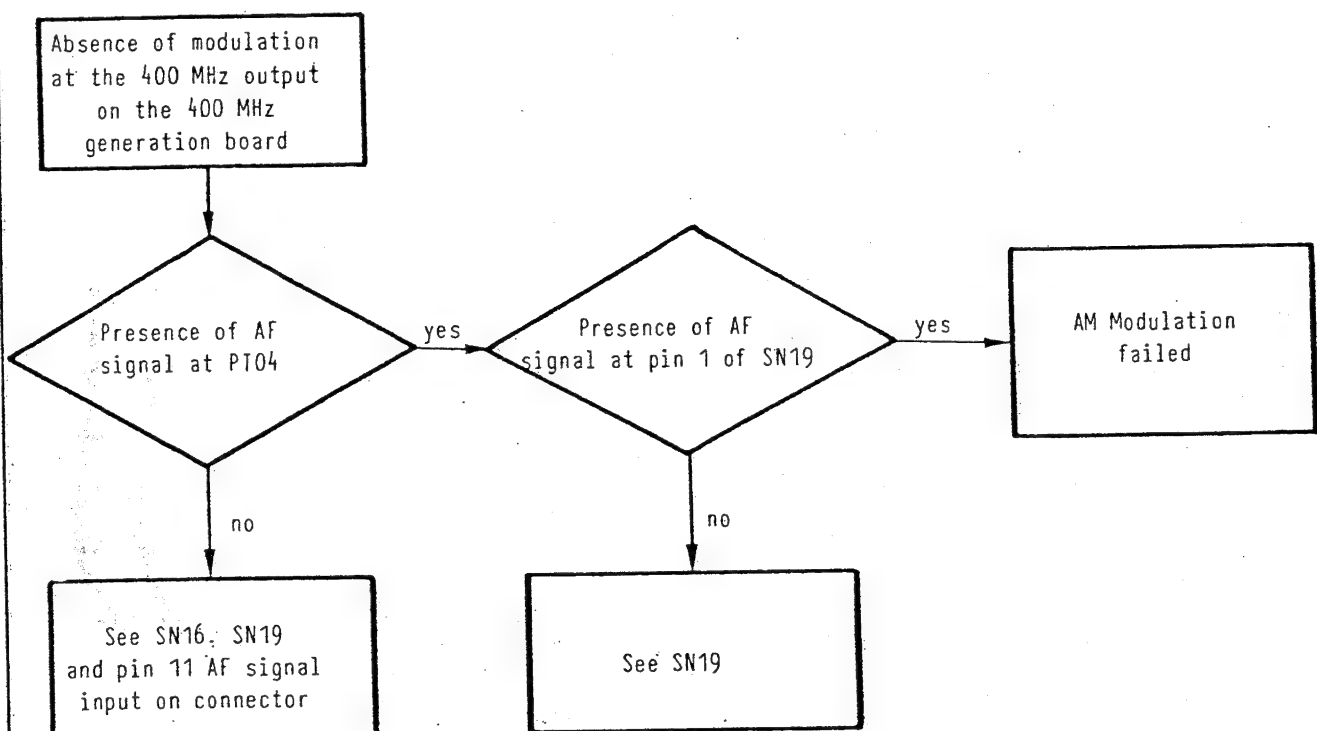 Absence of modulation
at the 400 MHz output
on the 400 MHz
generation board
Presence of AF
signal at PT04
yes
Presence of AF
signal at pin 1 of SN19
yes
AM Modulation
failed
no
no
See SN16, SN19
and pin 11 AF signal
input on connector
See SN19